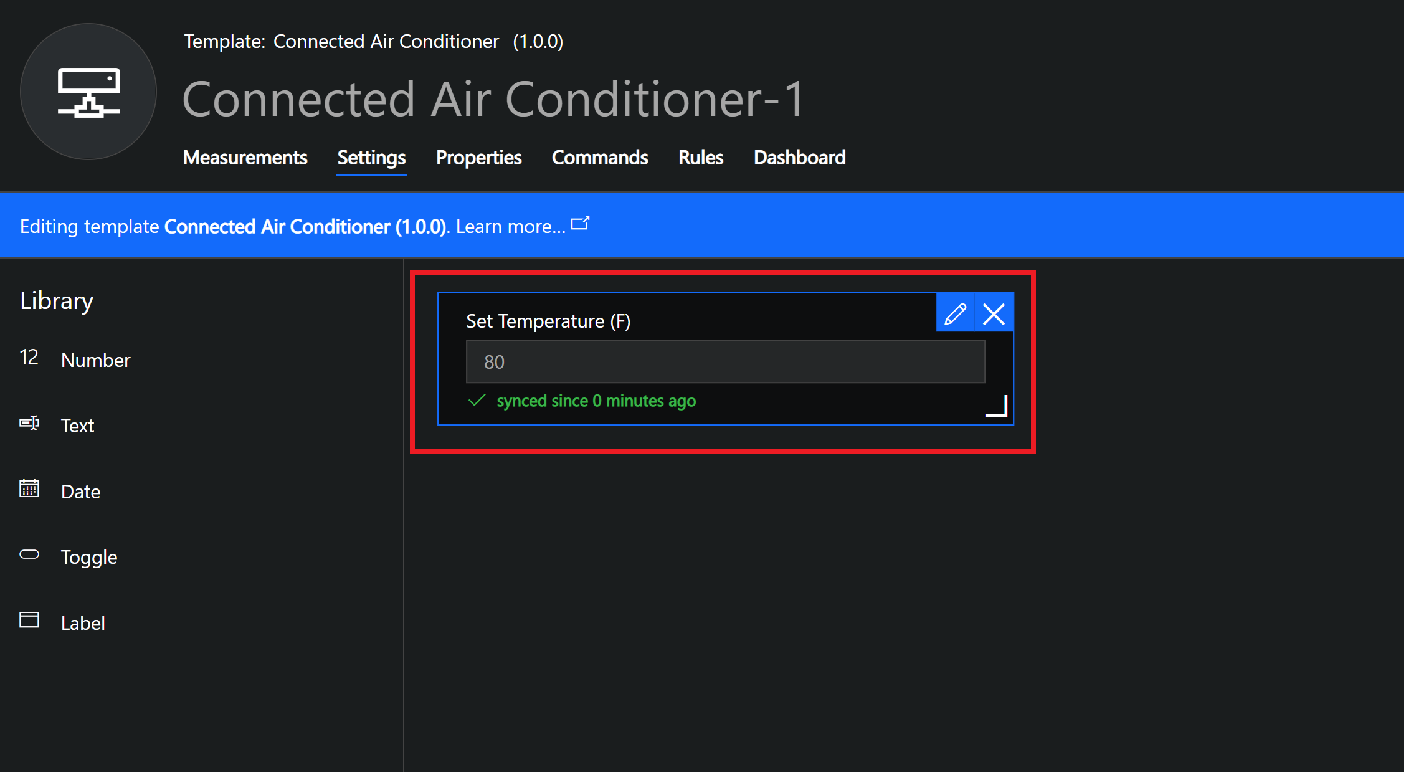 Template: Connected Air Conditioner (1.0.0)
Connected Air Conditioner-1
Measurements Settings Properties Commands Rules Dashboard
Editing template Connected Air Conditioner (1.0.0). Learn more...
Library
12 Number
Text
Date
Toggle
Label
Set Temperature (F)
80
synced since 0 minutes ago